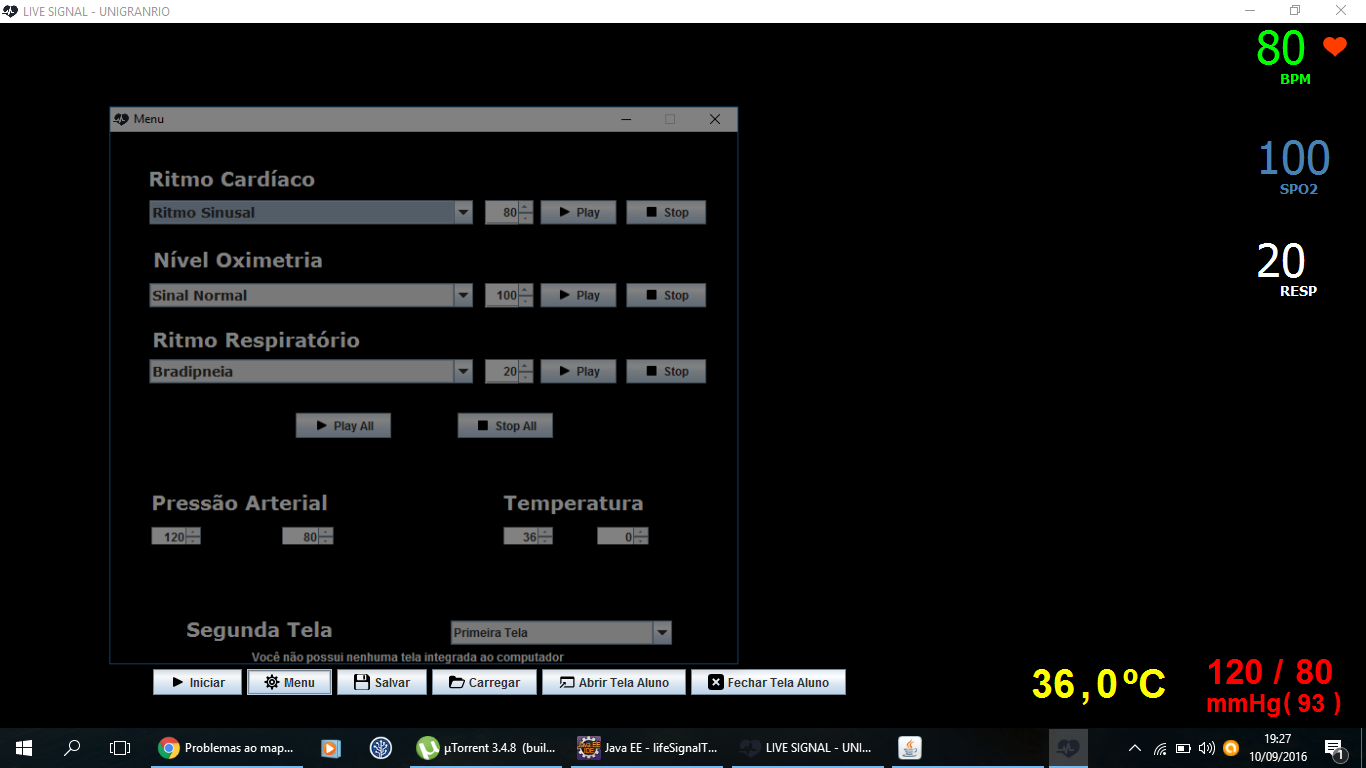 LIVE SIGNAL - UNIGRANRIO
80
BPM
100
SPO2
20
RESP
Menu
Ritmo Cardíaco
Ritmo Sinusal 80 Play Stop
Nível Oximetria
Sinal Normal 100 Play Stop
Ritmo Respiratório
Bradipneia 20 Play Stop
Play All Stop All
Pressão Arterial Temperatura
120 80 36 0
Segunda Tela Primeira Tela
Você não possui nenhuma tela integrada ao computador
Iniciar Menu Salvar Carregar Abrir Tela Aluno Fechar Tela Aluno
36,0ºC
120 / 80
mmHg( 93 )
Problemas ao map... µTorrent 3.4.8 (buil... Java EE - lifeSignalT... LIVE SIGNAL - UNI...
19:27
10/09/2016
1